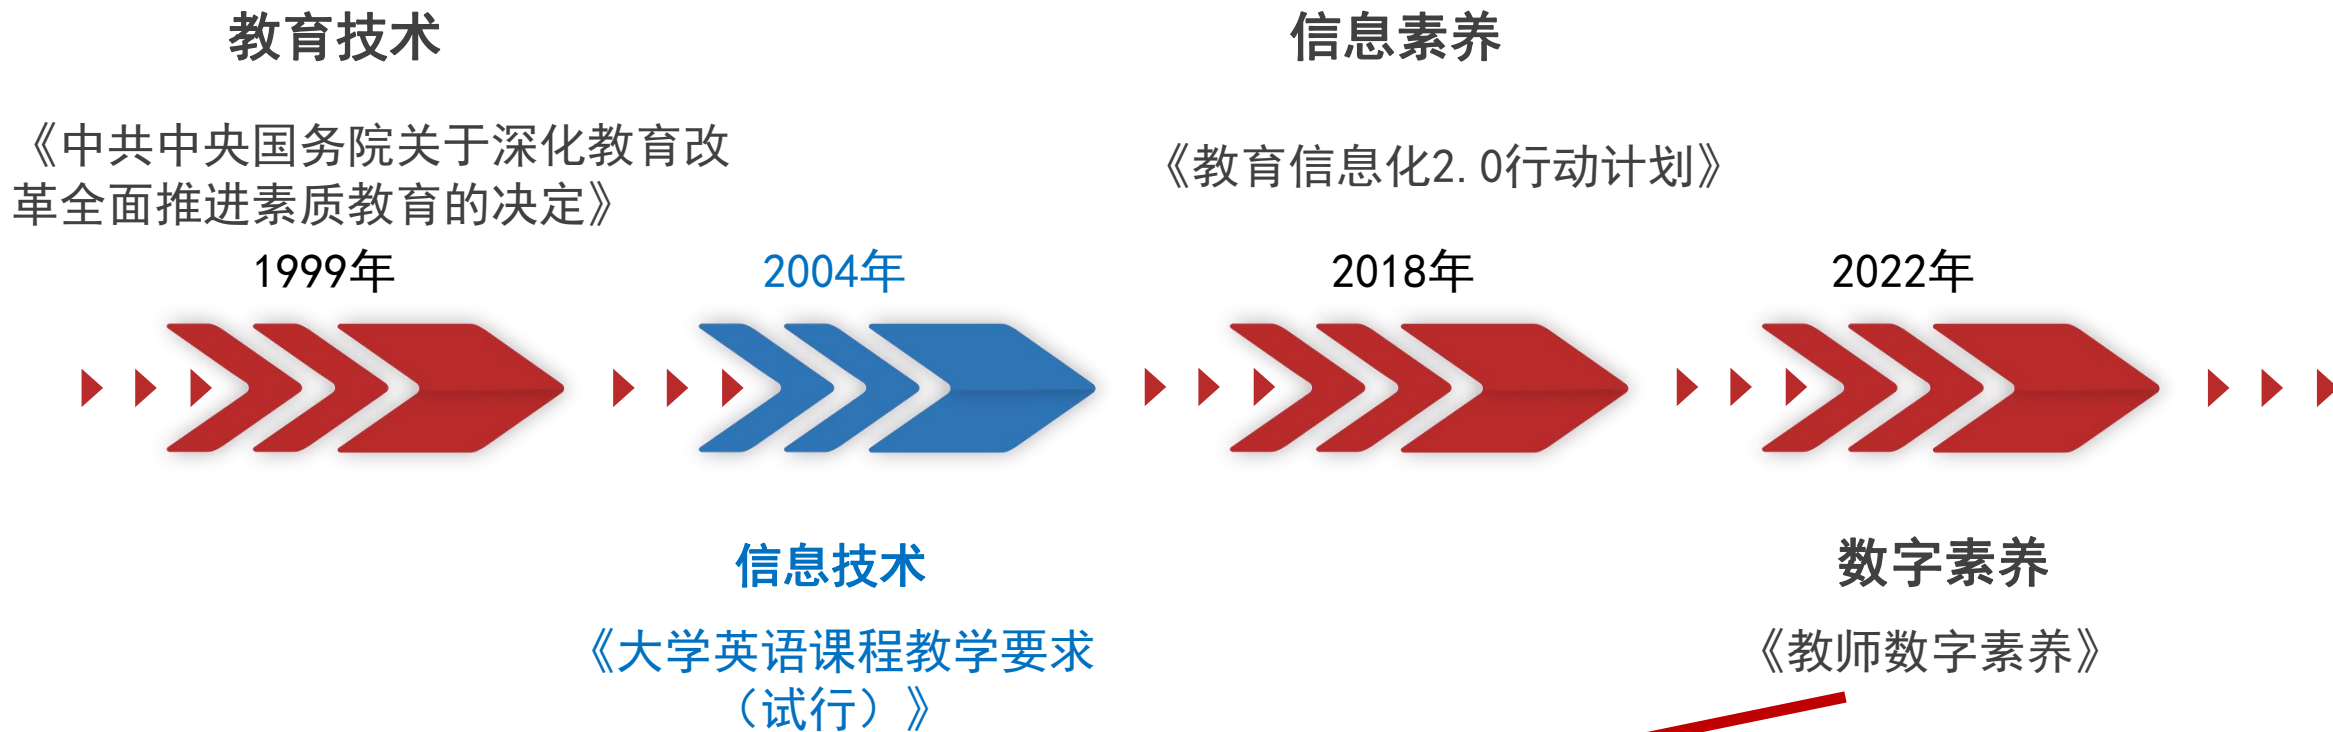 教育技术
信息素养
《中共中央国务院关于深化教育改
革全面推进素质教育的决定》
《教育信息化2.0行动计划》
1999年
2004年
2018年
2022年
信息技术
数字素养
《大学英语课程教学要求
（试行）》
《教师数字素养》